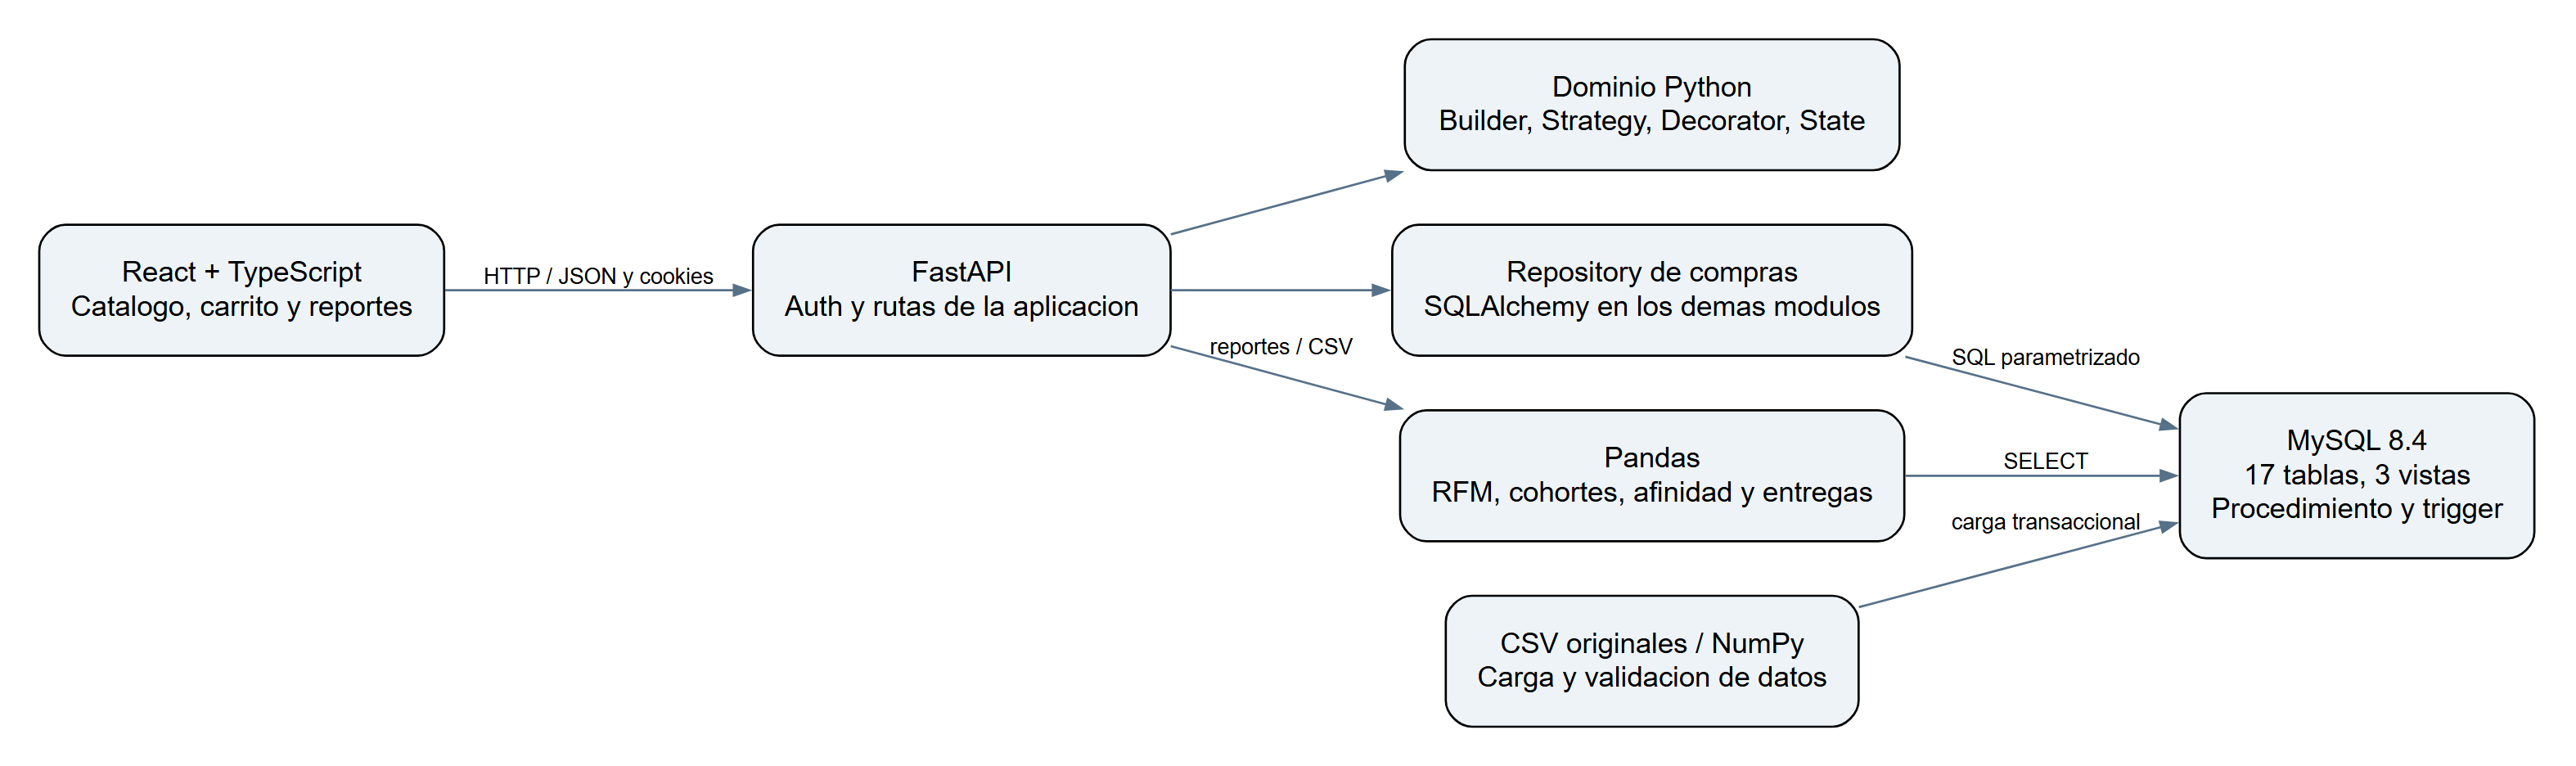 React + TypeScript
Catalogo, carrito y reportes
HTTP / JSON y cookies
FastAPI
Auth y rutas de la aplicacion
reportes / CSV
Dominio Python
Builder, Strategy, Decorator, State
Repository de compras
SQLAlchemy en los demas modulos
Pandas
RFM, cohortes, afinidad y entregas
CSV originales / NumPy
Carga y validacion de datos
SQL parametrizado
SELECT
carga transaccional
MySQL 8.4
17 tablas, 3 vistas
Procedimiento y trigger